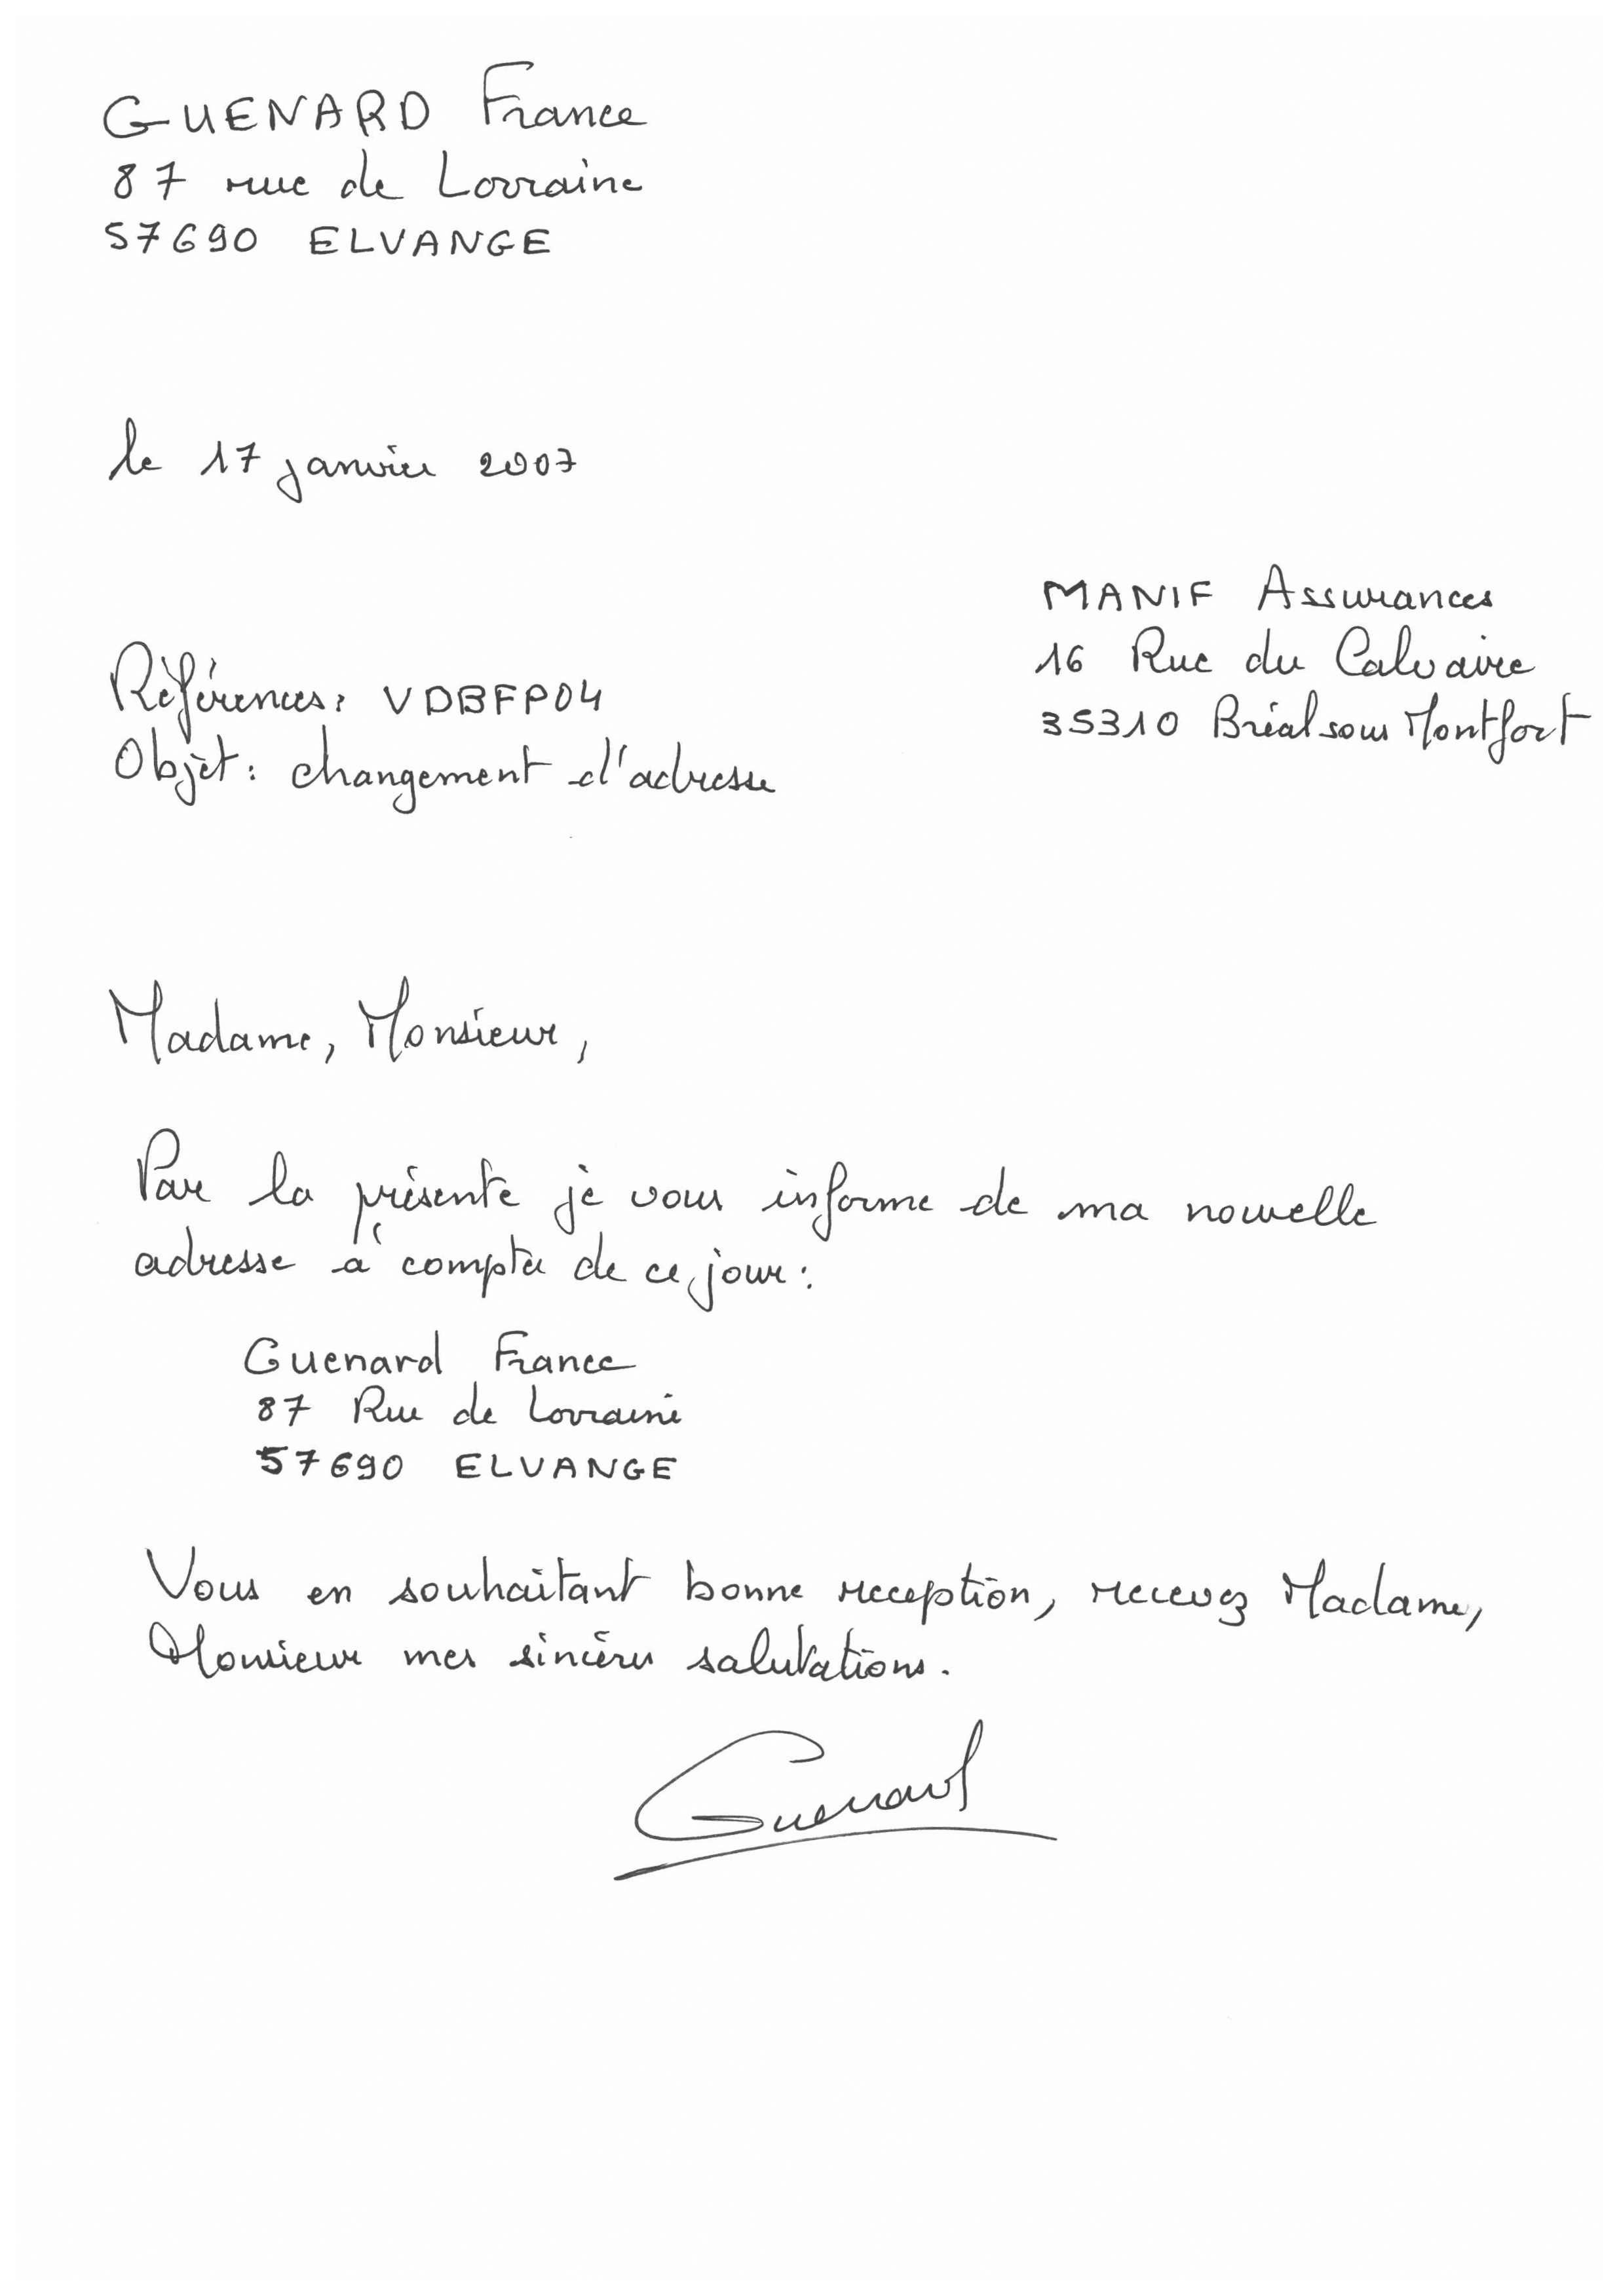 GUENARD France
87 rue de Lorraine
57690 ELVANGE
le 17 janvier 2007
MANIF Assurances
16 Rue du Calvaire
35310 Bréal sous Montfort
Références: VDBFP04
Objet: changement d'adresse
Madame, Monsieur,
Par la présente je vous informe de ma nouvelle
adresse à compter de ce jour:
Guenard France
87 Rue de Lorraine
57690 ELVANGE
Vous en souhaitant bonne reception, recevez Madame,
Monsieur mes sincères salutations.
Guenard